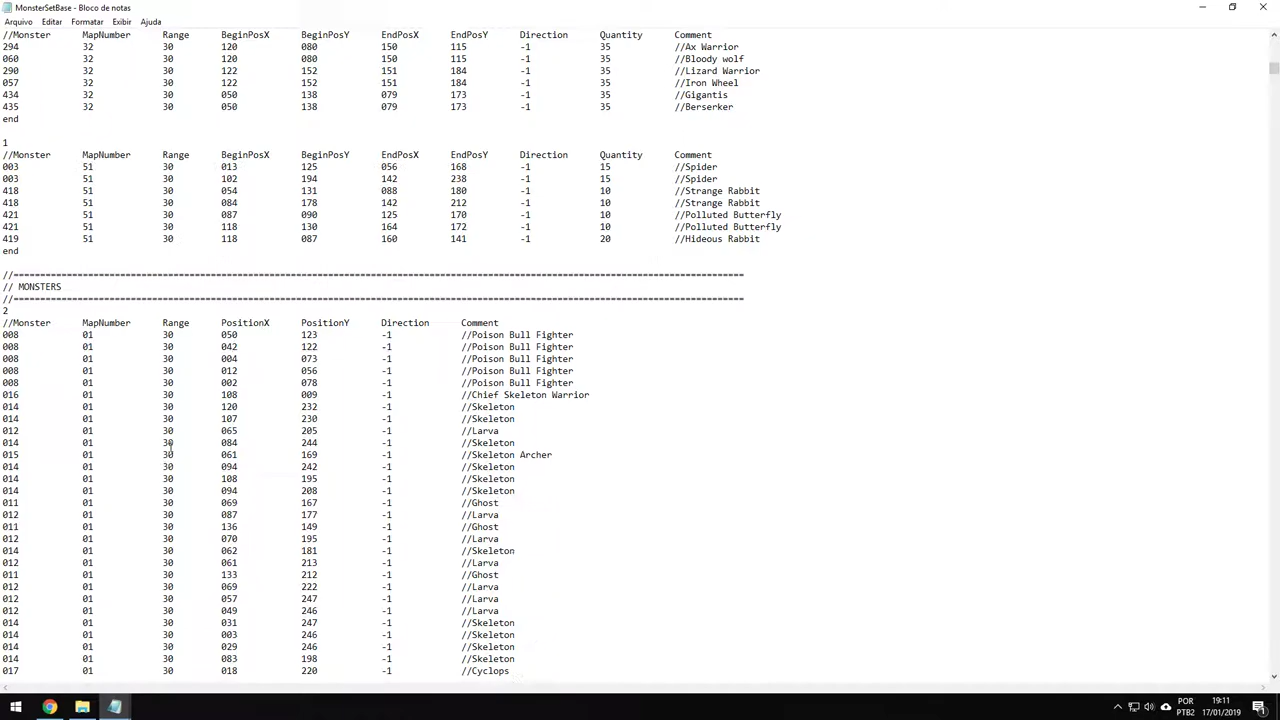 MonsterSetBase - Bloco de notas
Arquivo Editar Formatar Exibir Ajuda
//Monster MapNumber Range BeginPosX BeginPosY EndPosX EndPosY Direction Quantity Comment
294 32 30 120 080 150 115 -1 35 //Ax Warrior
060 32 30 120 080 150 115 -1 35 //Bloody wolf
290 32 30 122 152 151 184 -1 35 //Lizard Warrior
057 32 30 122 152 151 184 -1 35 //Iron Wheel
434 32 30 050 138 079 173 -1 35 //Gigantis
435 32 30 050 138 079 173 -1 35 //Berserker
end
1
//Monster MapNumber Range BeginPosX BeginPosY EndPosX EndPosY Direction Quantity Comment
003 51 30 013 125 056 168 -1 15 //Spider
003 51 30 102 194 142 238 -1 15 //Spider
418 51 30 054 131 088 180 -1 10 //Strange Rabbit
418 51 30 084 178 142 212 -1 10 //Strange Rabbit
421 51 30 087 090 125 170 -1 10 //Polluted Butterfly
421 51 30 118 130 164 172 -1 10 //Polluted Butterfly
419 51 30 118 087 160 141 -1 20 //Hideous Rabbit
end
//=========================================================================================================================================
// MONSTERS
//=========================================================================================================================================
2
//Monster MapNumber Range PositionX PositionY Direction Comment
008 01 30 050 123 -1 //Poison Bull Fighter
008 01 30 042 122 -1 //Poison Bull Fighter
008 01 30 004 073 -1 //Poison Bull Fighter
008 01 30 012 056 -1 //Poison Bull Fighter
008 01 30 002 078 -1 //Poison Bull Fighter
016 01 30 108 009 -1 //Chief Skeleton Warrior
014 01 30 120 232 -1 //Skeleton
014 01 30 107 230 -1 //Skeleton
012 01 30 065 205 -1 //Larva
014 01 30 084 244 -1 //Skeleton
015 01 30 061 169 -1 //Skeleton Archer
014 01 30 094 242 -1 //Skeleton
014 01 30 108 195 -1 //Skeleton
014 01 30 094 208 -1 //Skeleton
011 01 30 069 167 -1 //Ghost
012 01 30 087 177 -1 //Larva
011 01 30 136 149 -1 //Ghost
012 01 30 070 195 -1 //Larva
014 01 30 062 181 -1 //Skeleton
012 01 30 061 213 -1 //Larva
011 01 30 133 212 -1 //Ghost
012 01 30 069 222 -1 //Larva
012 01 30 057 247 -1 //Larva
012 01 30 049 246 -1 //Larva
014 01 30 031 247 -1 //Skeleton
014 01 30 003 246 -1 //Skeleton
014 01 30 029 246 -1 //Skeleton
014 01 30 083 198 -1 //Skeleton
017 01 30 018 220 -1 //Cyclops
POR 19:11
PTB2 17/01/2019
1